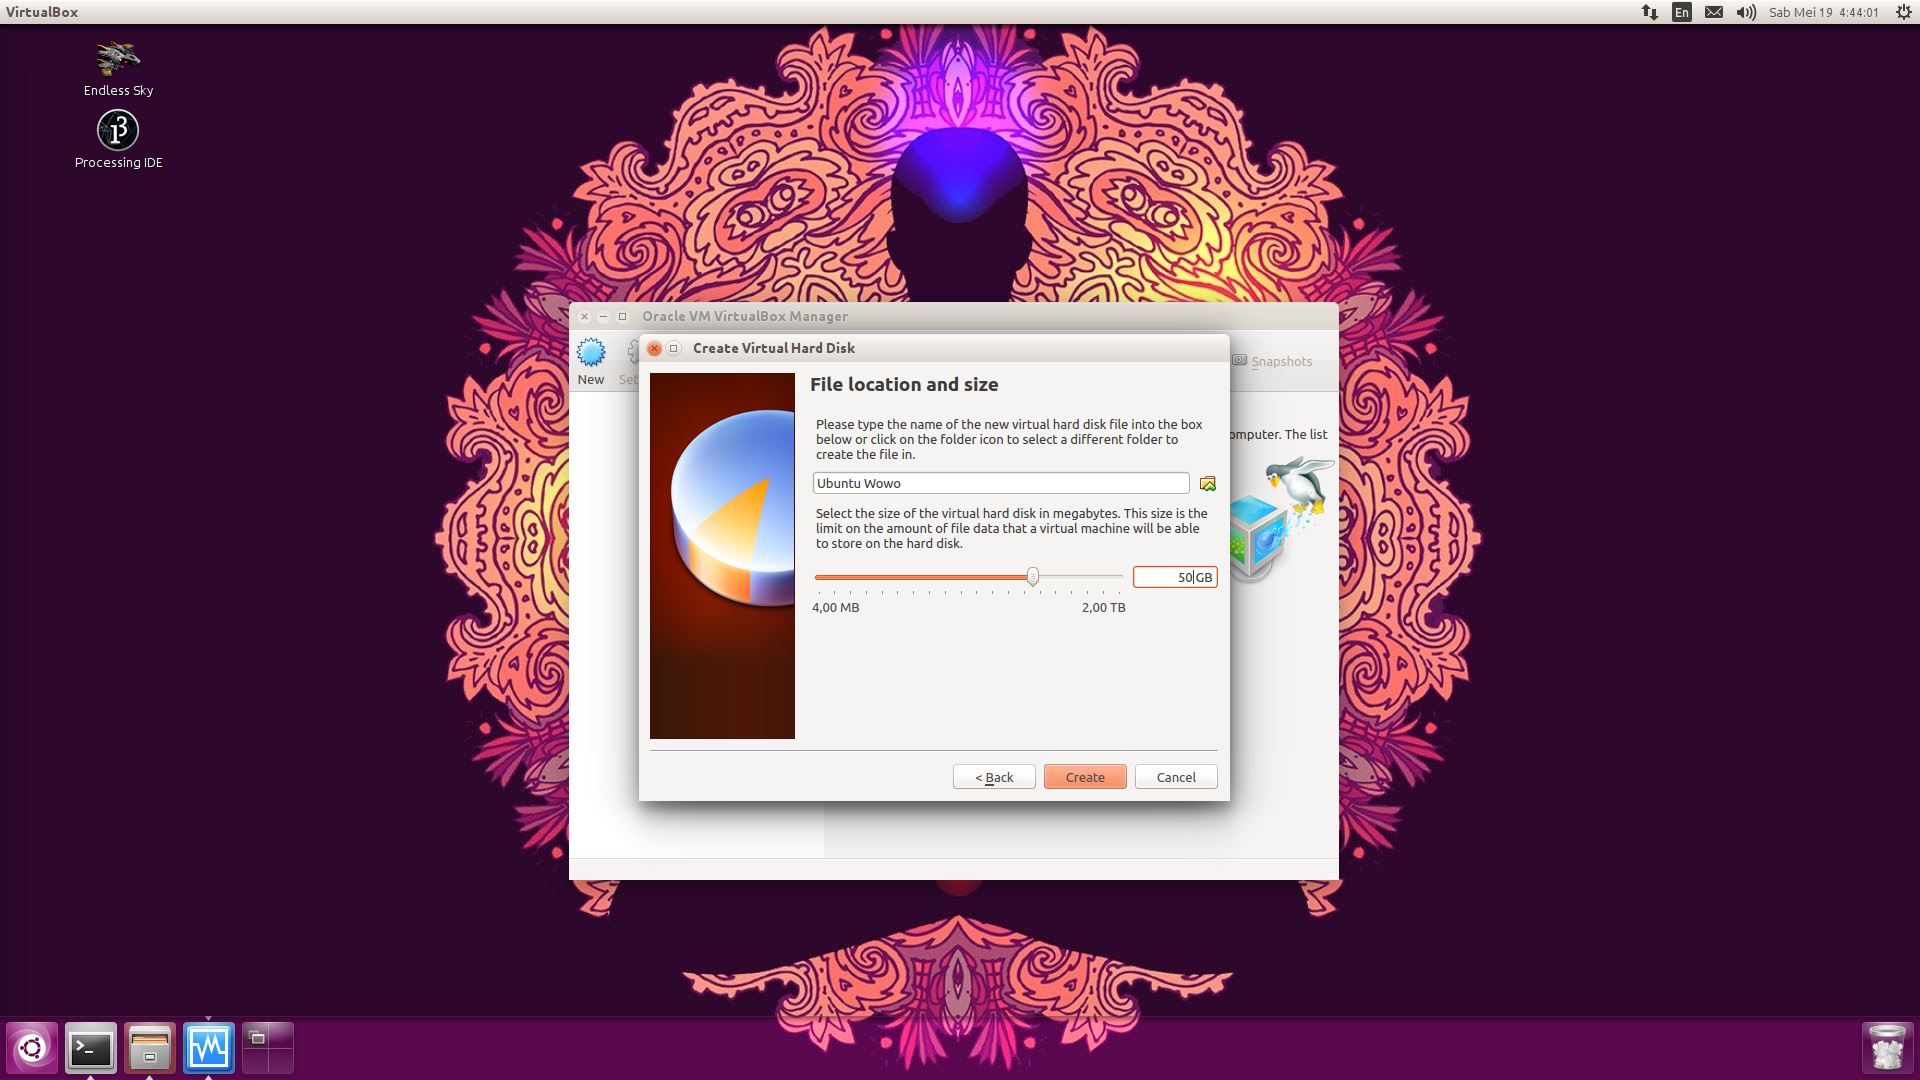 VirtualBox
En
Sab Mei 19 4:44:01
Endless Sky
Processing IDE
Oracle VM VirtualBox Manager
New
Set
Snapshots
omputer. The list
Create Virtual Hard Disk
File location and size
Please type the name of the new virtual hard disk file into the box
below or click on the folder icon to select a different folder to
create the file in.
Ubuntu Wowo
Select the size of the virtual hard disk in megabytes. This size is the
limit on the amount of file data that a virtual machine will be able
to store on the hard disk.
50 GB
4,00 MB
2,00 TB
< Back
Create
Cancel